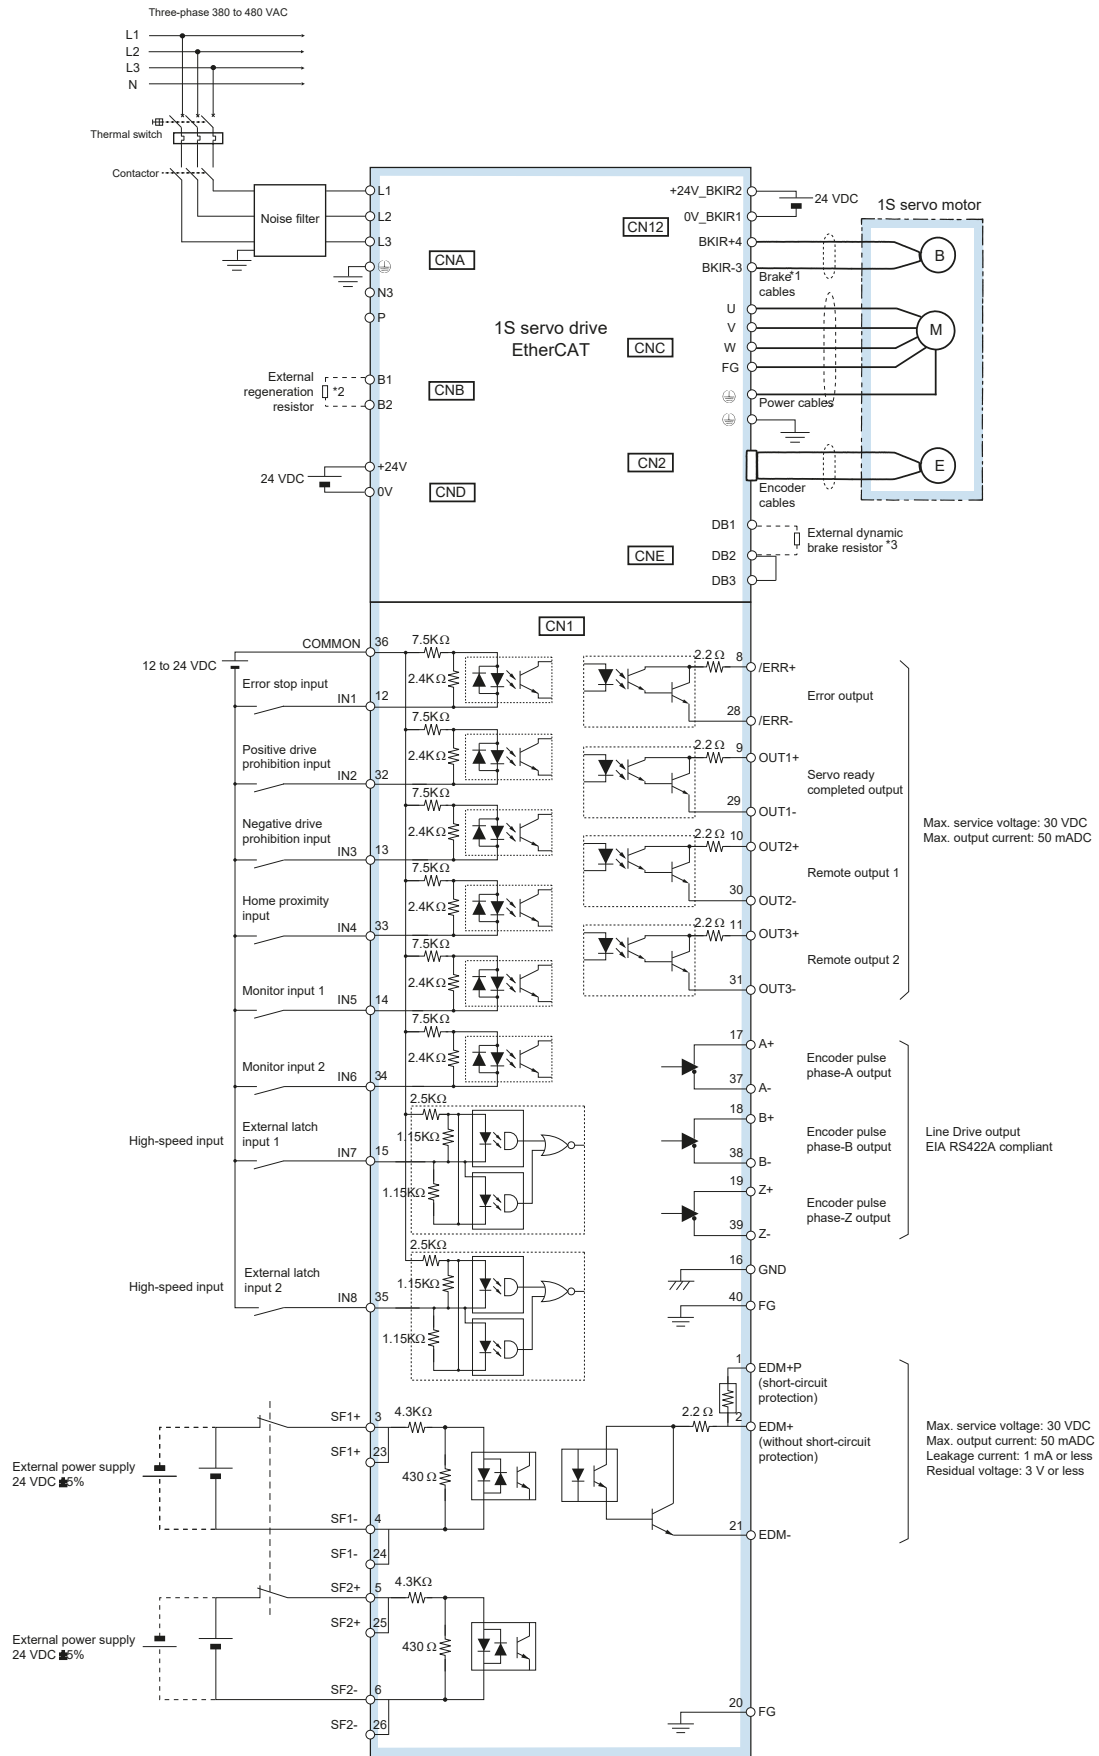 Three-phase 380 to 480 VAC
L1
L2
L3
N
Thermal switch
Contactor
Noise filter
L1
L2
L3
N3
P
CNA
External
regeneration
resistor
*2
B1
B2
CNB
24 VDC
+24V
0V
CND
1S servo drive
EtherCAT
+24V_BKIR2
0V_BKIR1
24 VDC
CN12
BKIR+4
BKIR-3
Brake*1
cables
1S servo motor
B
U
V
W
FG
CNC
M
Power cables
CN2
Encoder
cables
E
DB1
DB2
DB3
CNE
External dynamic
brake resistor *3
CN1
12 to 24 VDC
COMMON
36
7.5KΩ
2.4KΩ
Error stop input
IN1
12
7.5KΩ
2.4KΩ
Positive drive
prohibition input
IN2
32
7.5KΩ
2.4KΩ
Negative drive
prohibition input
IN3
13
7.5KΩ
2.4KΩ
Home proximity
input
IN4
33
7.5KΩ
2.4KΩ
Monitor input 1
IN5
14
7.5KΩ
2.4KΩ
Monitor input 2
IN6
34
2.5KΩ
1.15KΩ
1.15KΩ
High-speed input
External latch
input 1
IN7
15
2.5KΩ
1.15KΩ
1.15KΩ
High-speed input
External latch
input 2
IN8
35
2.2 Ω
8
/ERR+
Error output
28
/ERR-
2.2 Ω
9
OUT1+
Servo ready
completed output
29
OUT1-
2.2 Ω
10
OUT2+
Remote output 1
30
OUT2-
2.2 Ω
11
OUT3+
Remote output 2
31
OUT3-
Max. service voltage: 30 VDC
Max. output current: 50 mADC
17
A+
Encoder pulse
phase-A output
37
A-
18
B+
Encoder pulse
phase-B output
38
B-
19
Z+
Encoder pulse
phase-Z output
39
Z-
Line Drive output
EIA RS422A compliant
16
GND
40
FG
1
EDM+P
(short-circuit
protection)
2.2 Ω
2
EDM+
(without short-circuit
protection)
21
EDM-
Max. service voltage: 30 VDC
Max. output current: 50 mADC
Leakage current: 1 mA or less
Residual voltage: 3 V or less
External power supply
24 VDC 5%
SF1+
3
4.3KΩ
SF1+
23
430 Ω
SF1-
4
SF1-
24
External power supply
24 VDC 5%
SF2+
5
4.3KΩ
SF2+
25
430 Ω
SF2-
6
SF2-
26
20
FG